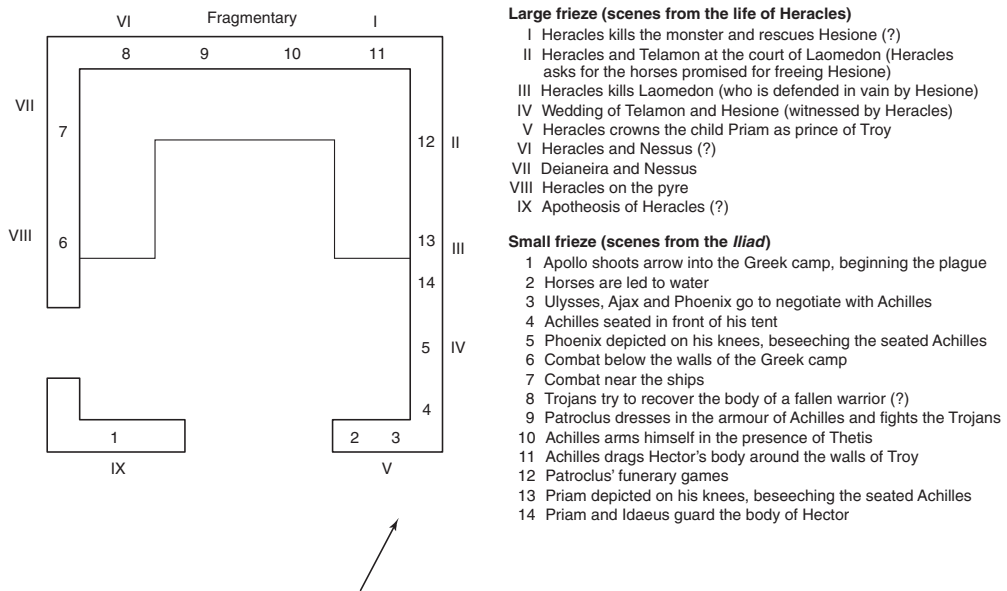 VI Fragmentary I
8 9 10 11
VII
7
12 II
VIII 6
13 III
14
5 IV
4
1
2 3
IX
V
Large frieze (scenes from the life of Heracles)
I Heracles kills the monster and rescues Hesione (?)
II Heracles and Telamon at the court of Laomedon (Heracles
asks for the horses promised for freeing Hesione)
III Heracles kills Laomedon (who is defended in vain by Hesione)
IV Wedding of Telamon and Hesione (witnessed by Heracles)
V Heracles crowns the child Priam as prince of Troy
VI Heracles and Nessus (?)
VII Deianeira and Nessus
VIII Heracles on the pyre
IX Apotheosis of Heracles (?)
Small frieze (scenes from the Iliad)
1 Apollo shoots arrow into the Greek camp, beginning the plague
2 Horses are led to water
3 Ulysses, Ajax and Phoenix go to negotiate with Achilles
4 Achilles seated in front of his tent
5 Phoenix depicted on his knees, beseeching the seated Achilles
6 Combat below the walls of the Greek camp
7 Combat near the ships
8 Trojans try to recover the body of a fallen warrior (?)
9 Patroclus dresses in the armour of Achilles and fights the Trojans
10 Achilles arms himself in the presence of Thetis
11 Achilles drags Hector's body around the walls of Troy
12 Patroclus' funerary games
13 Priam depicted on his knees, beseeching the seated Achilles
14 Priam and Idaeus guard the body of Hector